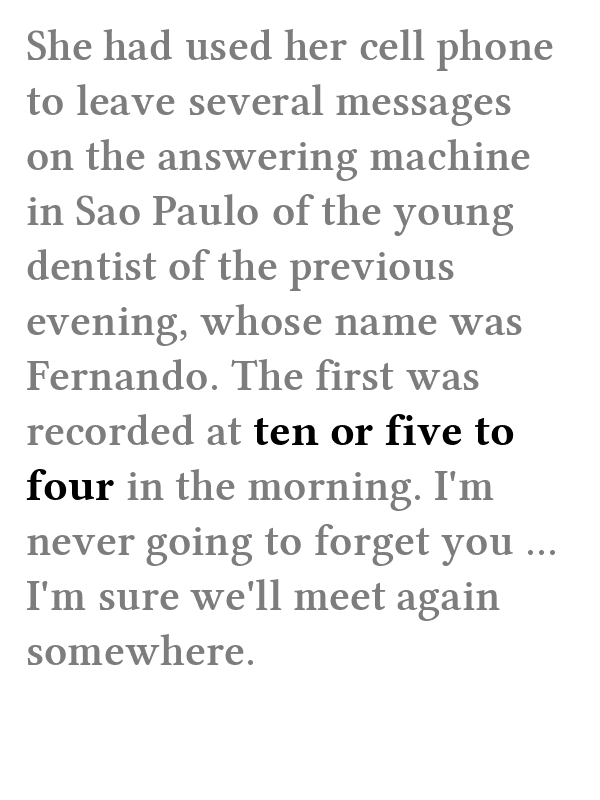 She had used her cell phone
to leave several messages
on the answering machine
in Sao Paulo of the young
dentist of the previous
evening, whose name was
Fernando. The first was
recorded at ten or five to
four in the morning. I'm
never going to forget you ...
I'm sure we'll meet again
somewhere.